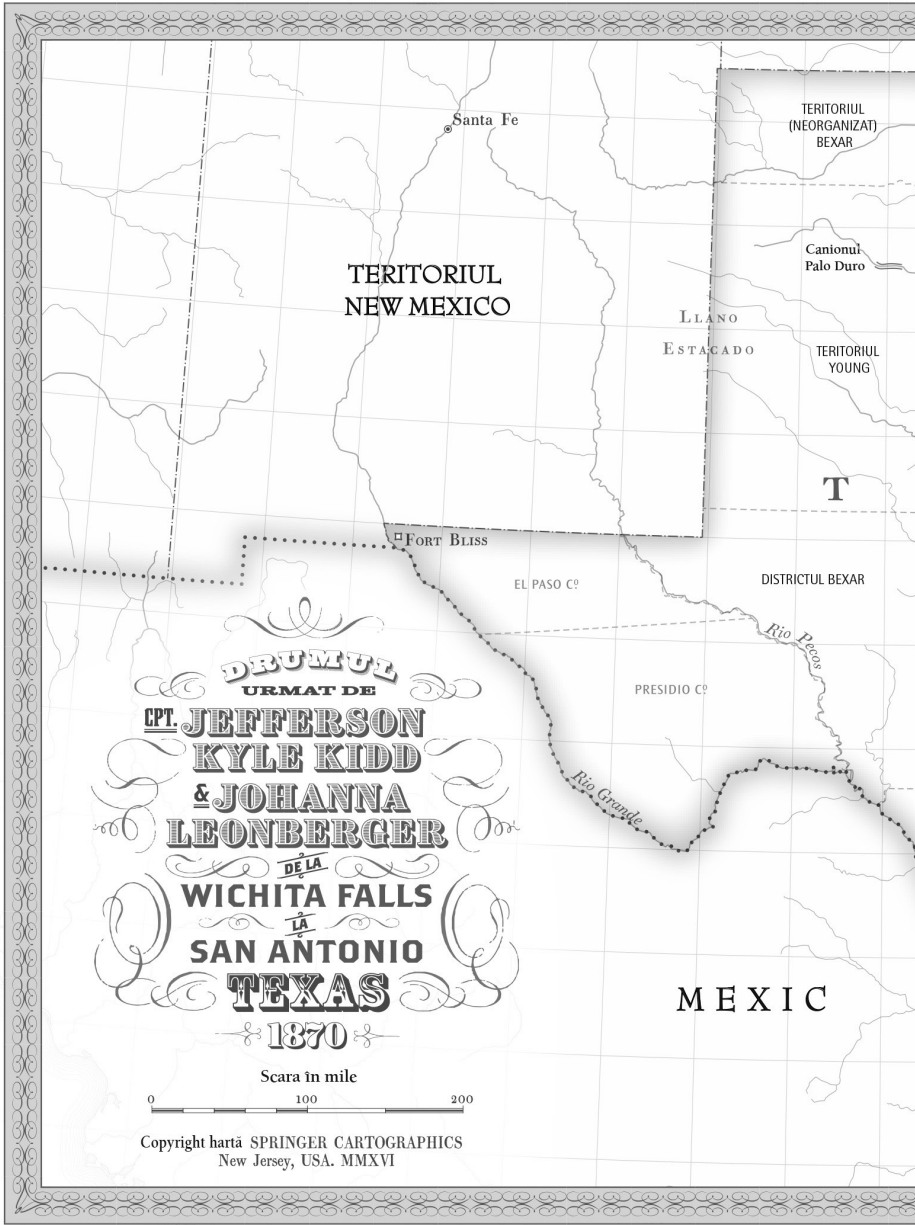 Santa Fe
TERITORIUL
(NEORGANIZAT)
BEXAR
Canionul
Palo Duro
TERITORIUL
NEW MEXICO
LLANO
ESTACADO
TERITORIUL
YOUNG
T
FORT BLISS
EL PASO Cº
DISTRICTUL BEXAR
Rio Pecos
PRESIDIO Cº
Rio Grande
DRUMUL
URMAT DE
CPT. JEFFERSON
KYLE KIDD
& JOHANNA
LEONBERGER
DE LA
WICHITA FALLS
LA
SAN ANTONIO
TEXAS
1870
MEXIC
Scara în mile
0 100 200
Copyright hartă SPRINGER CARTOGRAPHICS
New Jersey, USA. MMXVI